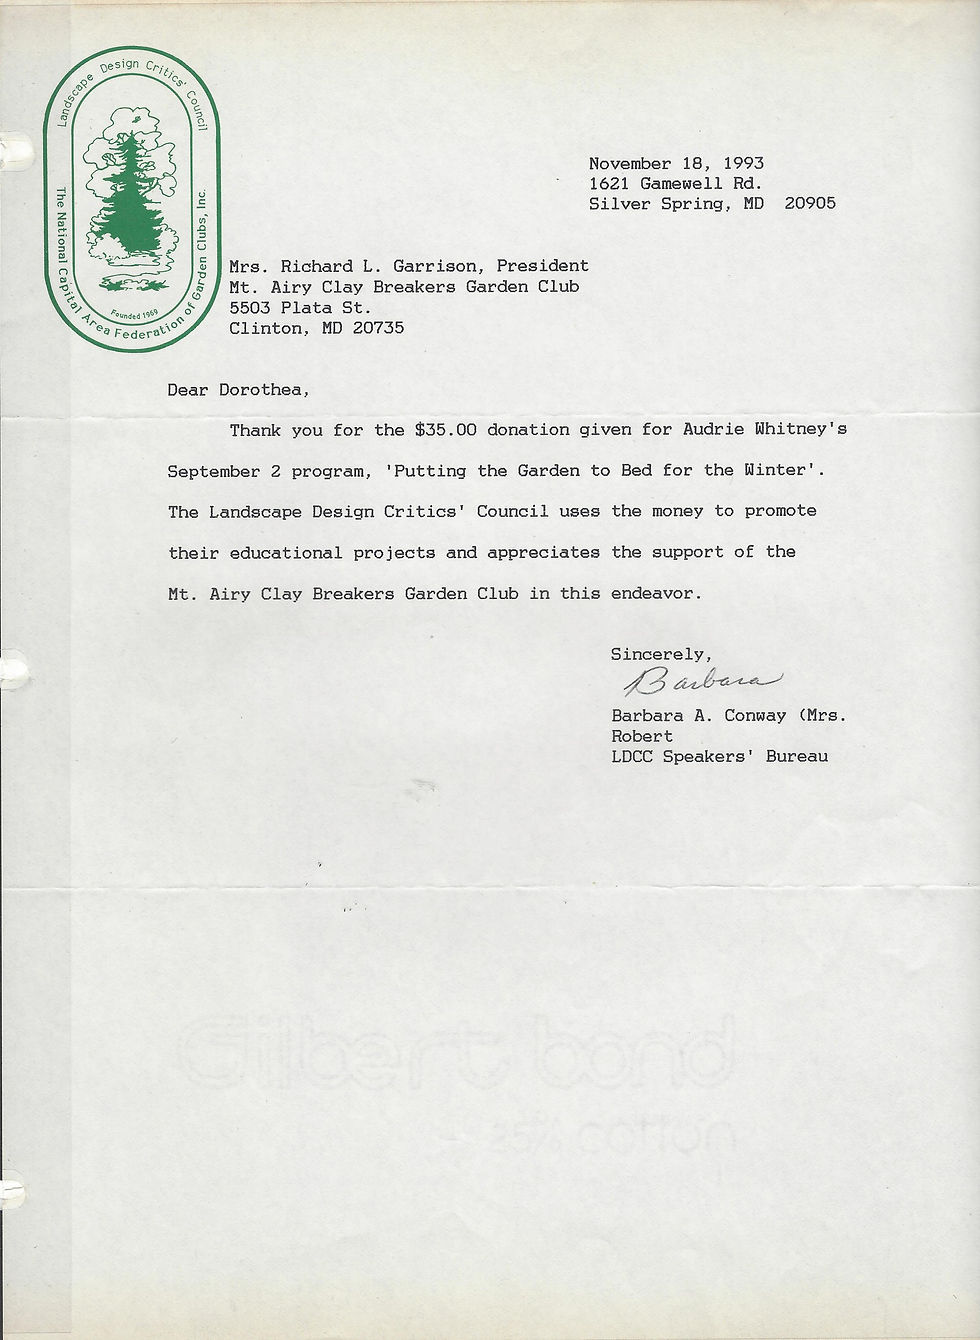 Landscape Design Critics' Council
The National Capital Area Federation of Garden Clubs, Inc.
Founded 1969
November 18, 1993
1621 Gamewell Rd.
Silver Spring, MD  20905
Mrs. Richard L. Garrison, President
Mt. Airy Clay Breakers Garden Club
5503 Plata St.
Clinton, MD 20735
Dear Dorothea,
Thank you for the $35.00 donation given for Audrie Whitney's
September 2 program, 'Putting the Garden to Bed for the Winter'.
The Landscape Design Critics' Council uses the money to promote
their educational projects and appreciates the support of the
Mt. Airy Clay Breakers Garden Club in this endeavor.
Sincerely,
Barbara
Barbara A. Conway (Mrs.
Robert
LDCC Speakers' Bureau
Gilbert bond
25% cotton